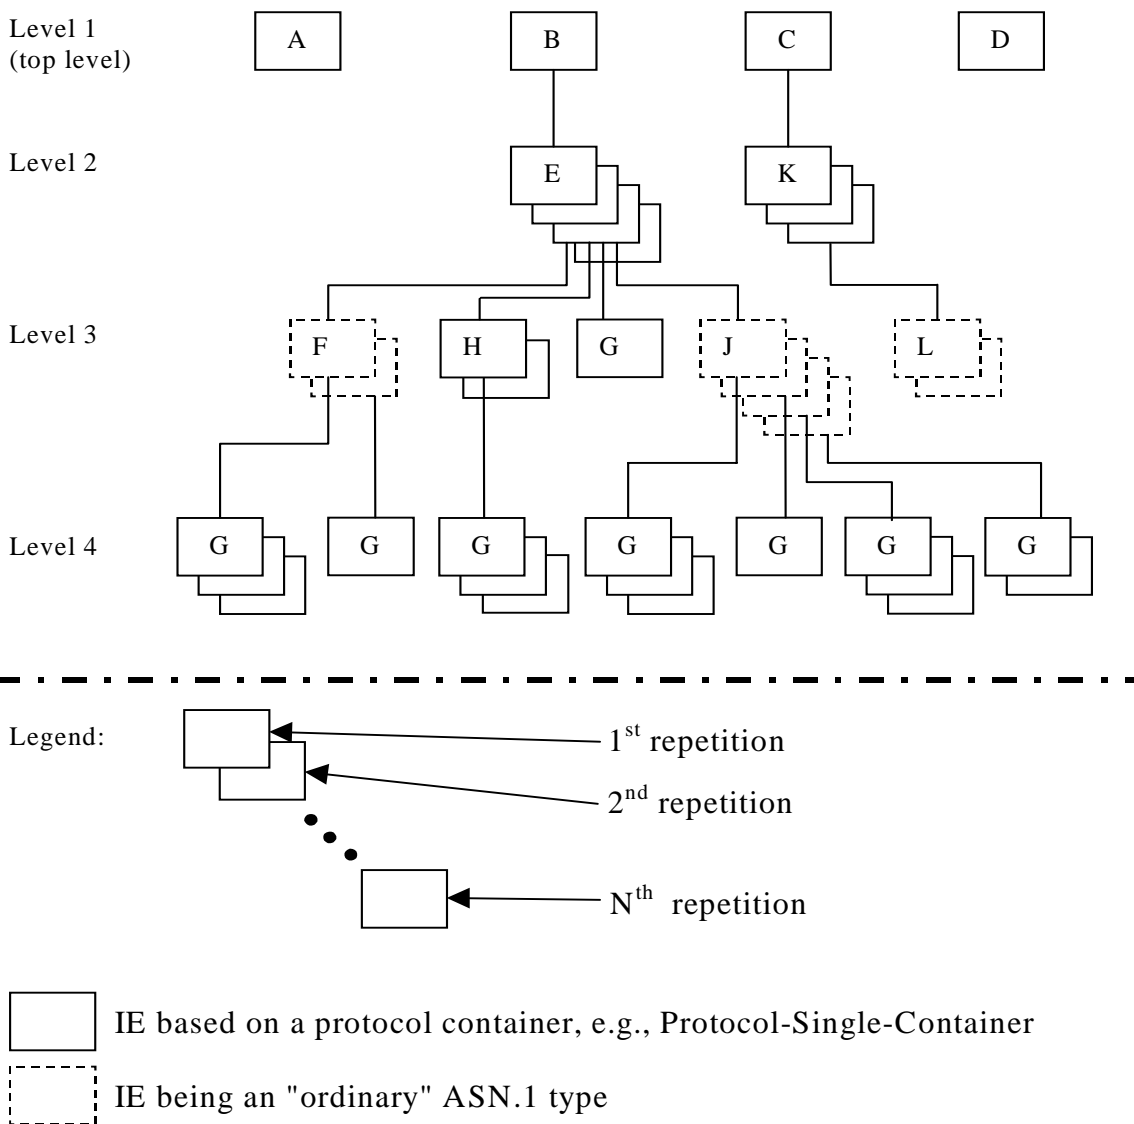 Level 1
(top level)
A B C D
Level 2
E K
Level 3
F H G J L
Level 4
G G G G G G G
Legend:
1st repetition
2nd repetition
Nth repetition
IE based on a protocol container, e.g., Protocol-Single-Container
IE being an "ordinary" ASN.1 type